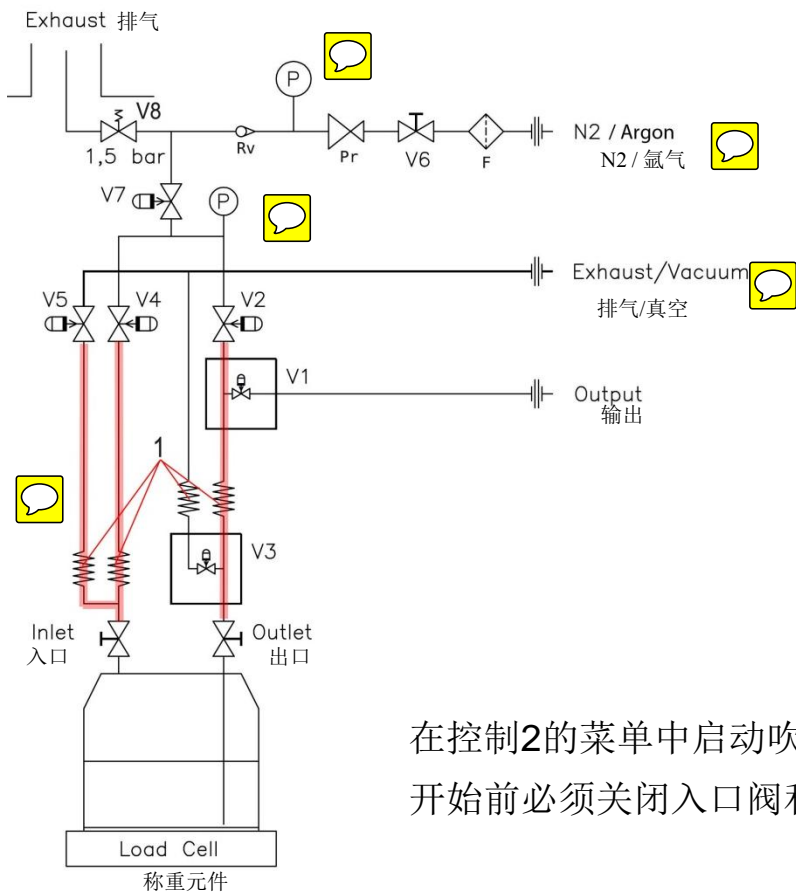 Exhaust 排气
P
V8
1,5 bar
Rv
Pr
V6
F
N2 / Argon
N2 / 氩气
V7
P
Exhaust/Vacuum
排气/真空
V5
V4
V2
V1
Output
输出
1
V3
Inlet
入口
Outlet
出口
在控制2的菜单中启动吹
开始前必须关闭入口阀
Load Cell
称重元件